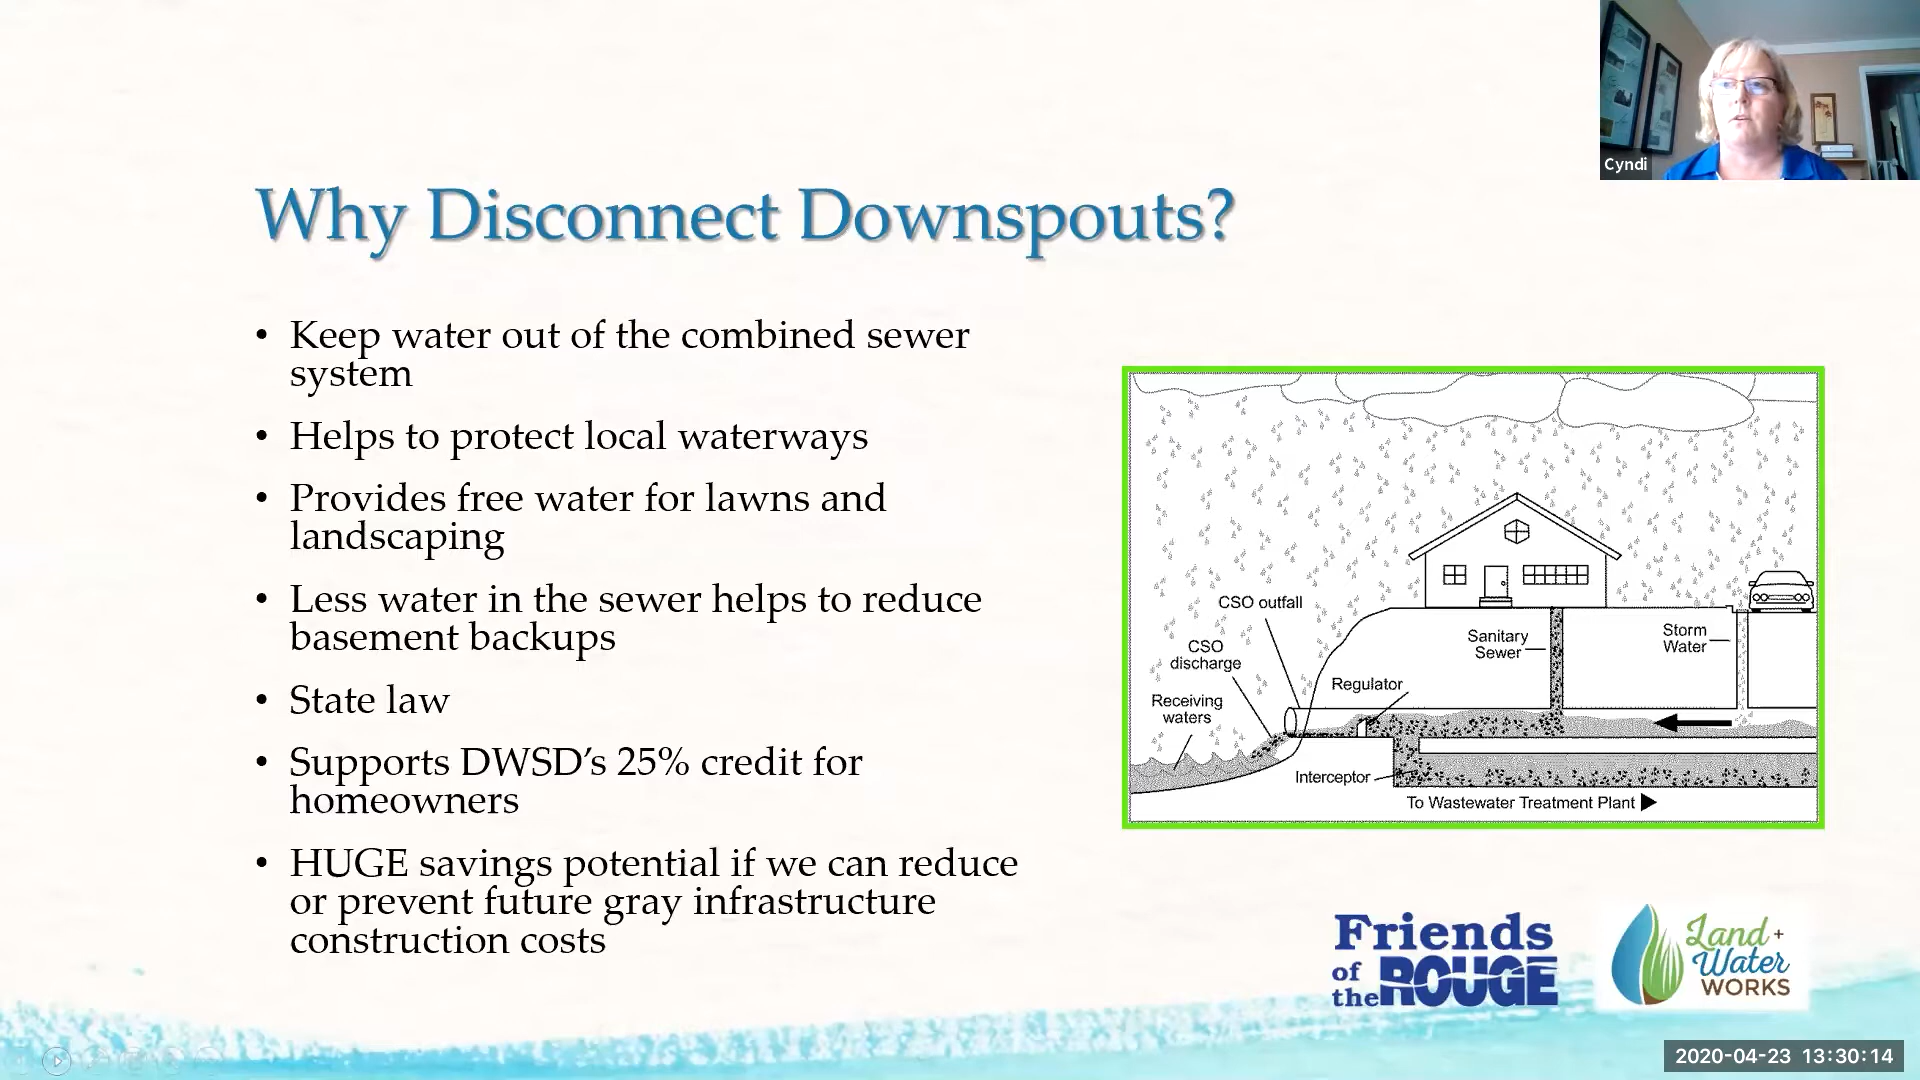 Cyndi
Why Disconnect Downspouts?
• Keep water out of the combined sewer
system
• Helps to protect local waterways
• Provides free water for lawns and
landscaping
• Less water in the sewer helps to reduce
basement backups
• State law
• Supports DWSD’s 25% credit for
homeowners
• HUGE savings potential if we can reduce
or prevent future gray infrastructure
construction costs
CSO outfall
CSO
discharge
Receiving
waters
Regulator
Sanitary
Sewer
Storm
Water
Interceptor
To Wastewater Treatment Plant
Friends
of
the ROUGE
Land +
Water
WORKS
2020-04-23 13:30:14